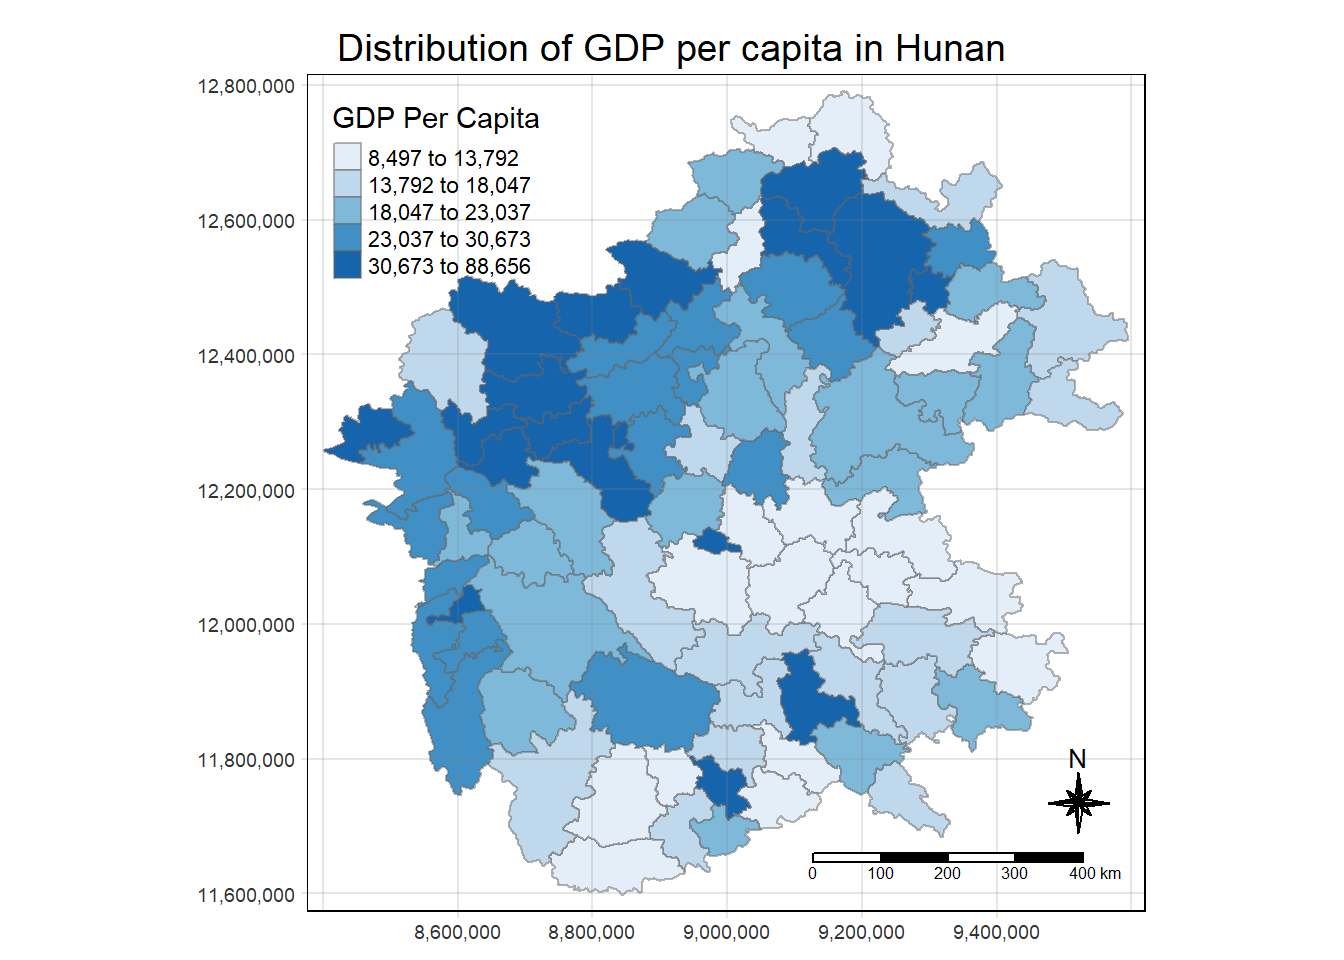 Distribution of GDP per capita in Hunan
GDP Per Capita
8,497 to 13,792
13,792 to 18,047
18,047 to 23,037
23,037 to 30,673
30,673 to 88,656
12,800,000
12,600,000
12,400,000
12,200,000
12,000,000
11,800,000
11,600,000
N
0 100 200 300 400 km
8,600,000 8,800,000 9,000,000 9,200,000 9,400,000